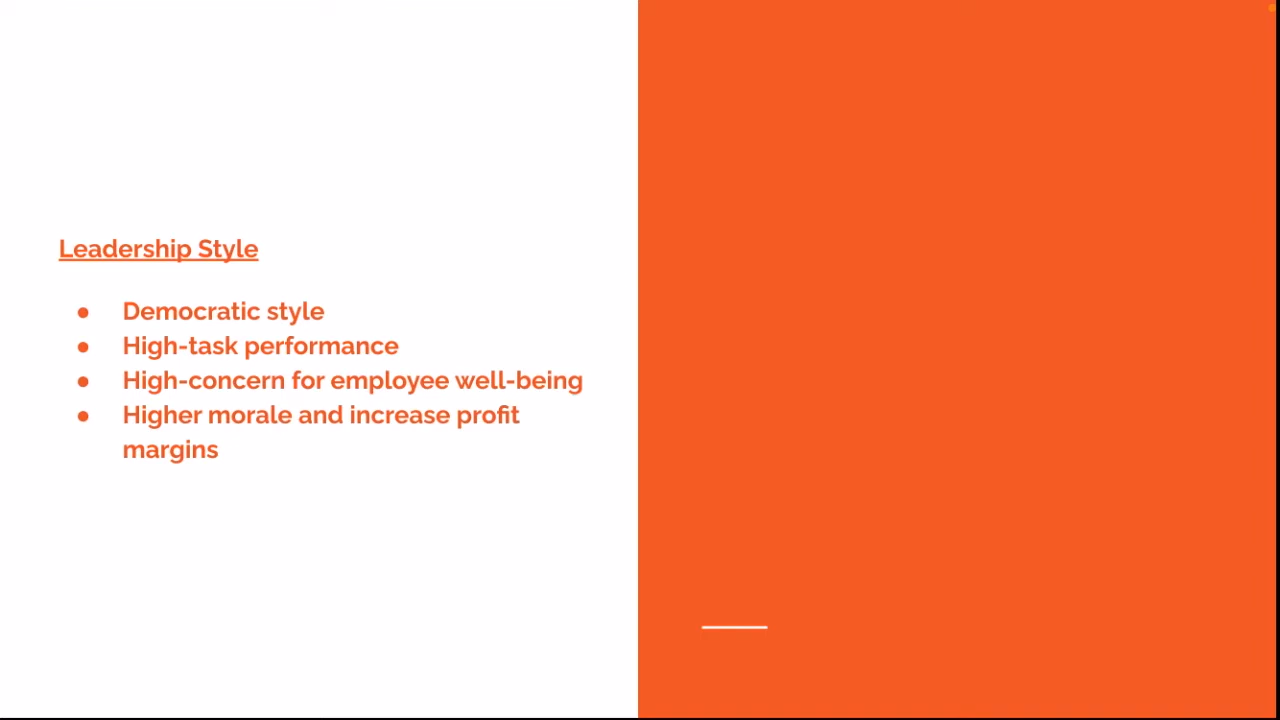 Leadership Style
● Democratic style
● High-task performance
● High-concern for employee well-being
● Higher morale and increase profit
margins